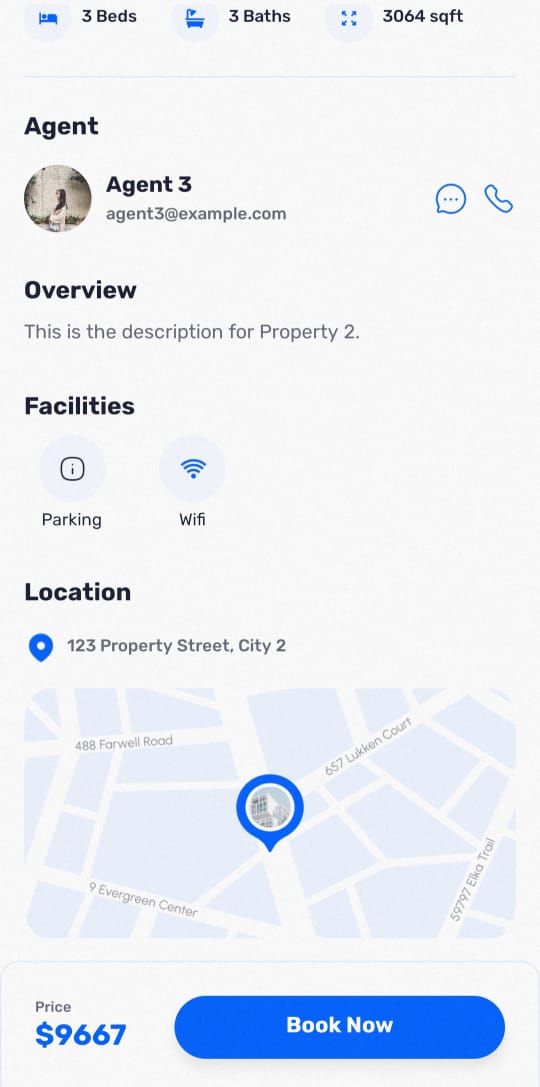 3 Beds 3 Baths 3064 sqft
Agent
Agent 3
agent3@example.com
Overview
This is the description for Property 2.
Facilities
Parking Wifi
Location
123 Property Street, City 2
488 Farwell Road
657 Lukken Court
59797 Elka Trail
9 Evergreen Center
Price
$9667
Book Now